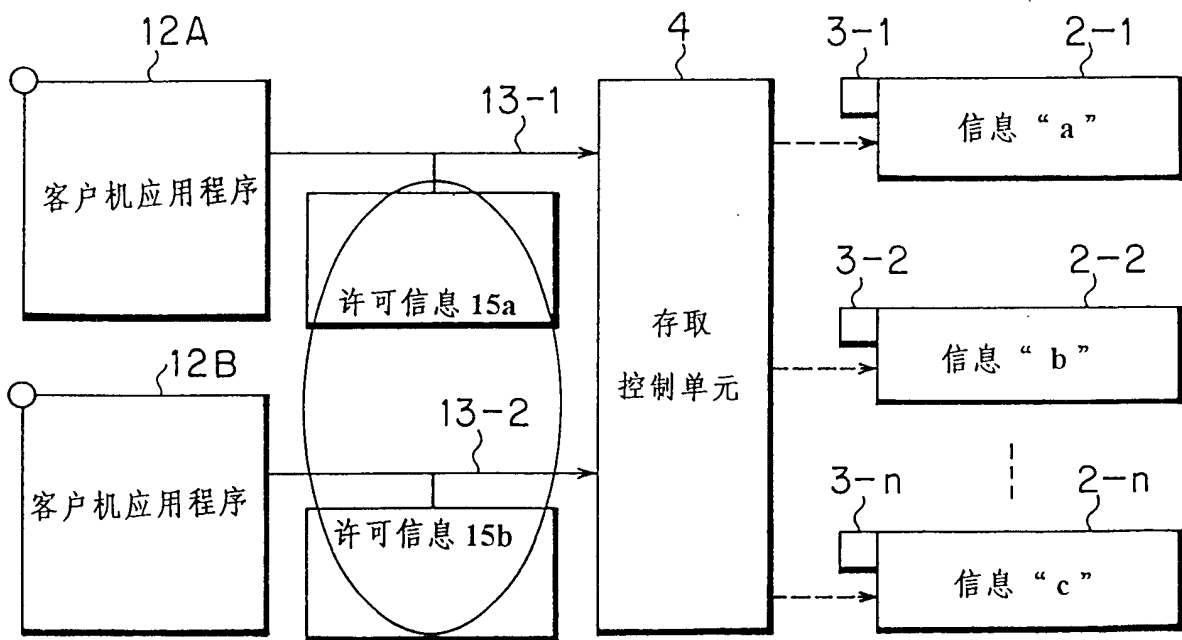 12A
4
3-1
2-1
13-1
信息“a”
客户机应用程序
许可信息 15a
3-2
2-2
存取
控制单元
信息“b”
12B
13-2
客户机应用程序
许可信息 15b
3-n
2-n
信息“c”